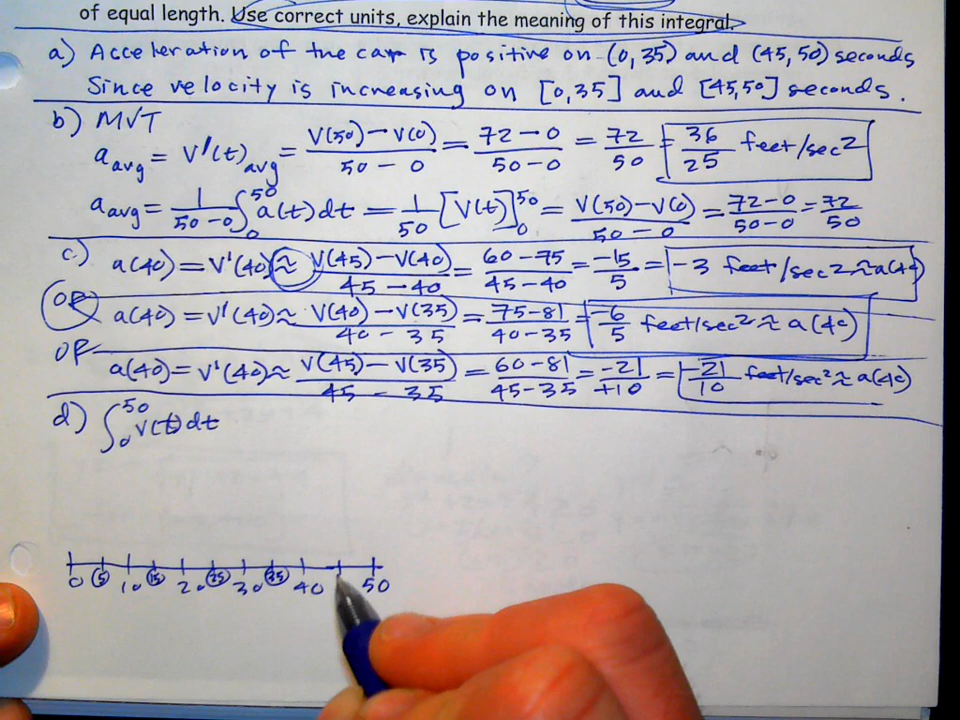 of equal length. Use correct units, explain the meaning of this integral.
a) Acceleration of the car is positive on (0,35) and (45,50) seconds
Since velocity is increasing on [0,35] and [45,50] seconds.
b) MVT
a avg = V'(t) avg = V(50)-V(0) / 50-0 = 72-0 / 50-0 = 72/50 = 36/25 feet/sec²
a avg = 1/50-0 ∫₀⁵⁰ a(t)dt = 1/50 [V(t)]₀⁵⁰ = V(50)-V(0) / 50-0 = 72-0 / 50-0 = 72/50
c) a(40) = V'(40) ≈ V(45)-V(40) / 45-40 = 60-75 / 45-40 = -15/5 = -3 feet/sec² ≈ a(40)
OR a(40) = V'(40) ≈ V(40)-V(35) / 40-35 = 75-81 / 40-35 = -6/5 feet/sec² ≈ a(40)
OR a(40) = V'(40) ≈ V(45)-V(35) / 45-35 = 60-81 / 45-35 = -21/+10 = -21/10 feet/sec² ≈ a(40)
d) ∫₀⁵⁰ V(t)dt
0 5 10 15 20 25 30 35 40 50